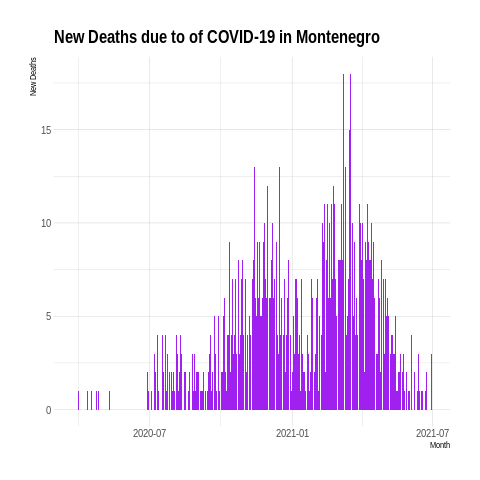 New Deaths due to of COVID-19 in Montenegro
New Deaths
15
10
5
0
2020-07 2021-01 2021-07
Month